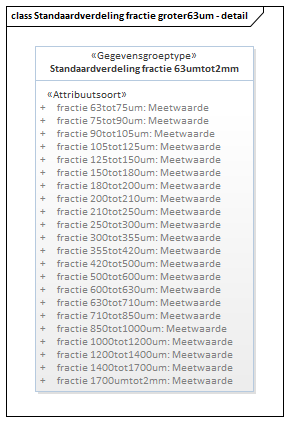 class Standaardverdeling fractie groter63um - detail
«Gegevensgroeptype»
Standaardverdeling fractie 63umtot2mm
«Attribuutsoort»
+ fractie 63tot75um: Meetwaarde
+ fractie 75tot90um: Meetwaarde
+ fractie 90tot105um: Meetwaarde
+ fractie 105tot125um: Meetwaarde
+ fractie 125tot150um: Meetwaarde
+ fractie 150tot180um: Meetwaarde
+ fractie 180tot200um: Meetwaarde
+ fractie 200tot210um: Meetwaarde
+ fractie 210tot250um: Meetwaarde
+ fractie 250tot300um: Meetwaarde
+ fractie 300tot355um: Meetwaarde
+ fractie 355tot420um: Meetwaarde
+ fractie 420tot500um: Meetwaarde
+ fractie 500tot600um: Meetwaarde
+ fractie 600tot630um: Meetwaarde
+ fractie 630tot710um: Meetwaarde
+ fractie 710tot850um: Meetwaarde
+ fractie 850tot1000um: Meetwaarde
+ fractie 1000tot1200um: Meetwaarde
+ fractie 1200tot1400um: Meetwaarde
+ fractie 1400tot1700um: Meetwaarde
+ fractie 1700umtot2mm: Meetwaarde